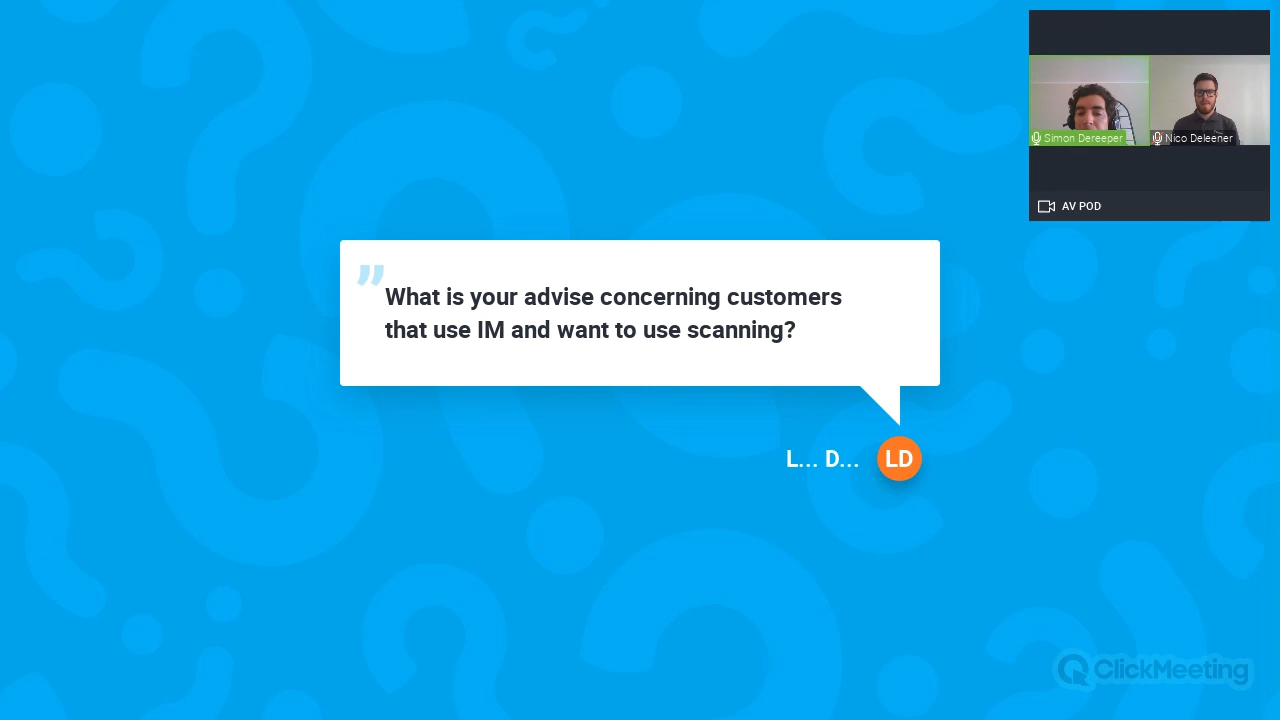 Simon Dereeper
Nico Deleener
AV POD
What is your advise concerning customers
that use IM and want to use scanning?
L... D...
LD
ClickMeeting